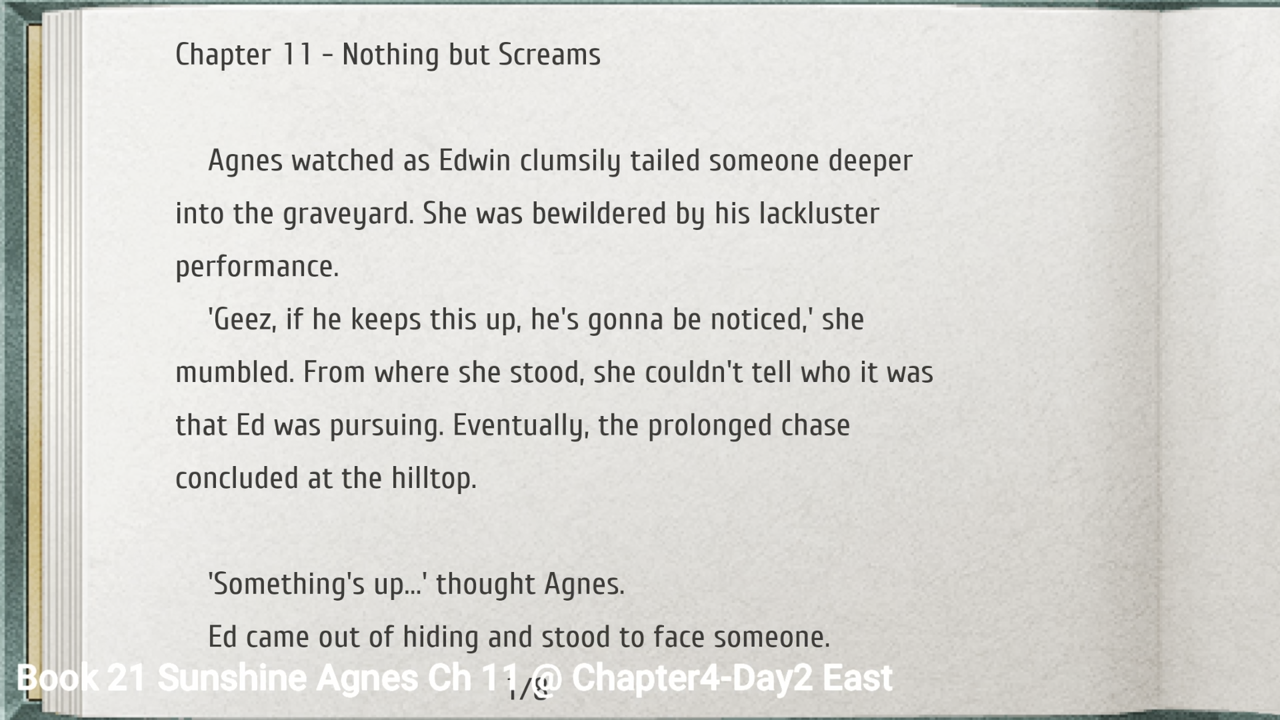 Chapter 11 - Nothing but Screams
Agnes watched as Edwin clumsily tailed someone deeper
into the graveyard. She was bewildered by his lackluster
performance.
'Geez, if he keeps this up, he's gonna be noticed,' she
mumbled. From where she stood, she couldn't tell who it was
that Ed was pursuing. Eventually, the prolonged chase
concluded at the hilltop.
'Something's up...' thought Agnes.
Ed came out of hiding and stood to face someone.
Book 21 Sunshine Agnes Ch 11 @ Chapter4-Day2 East
1/8